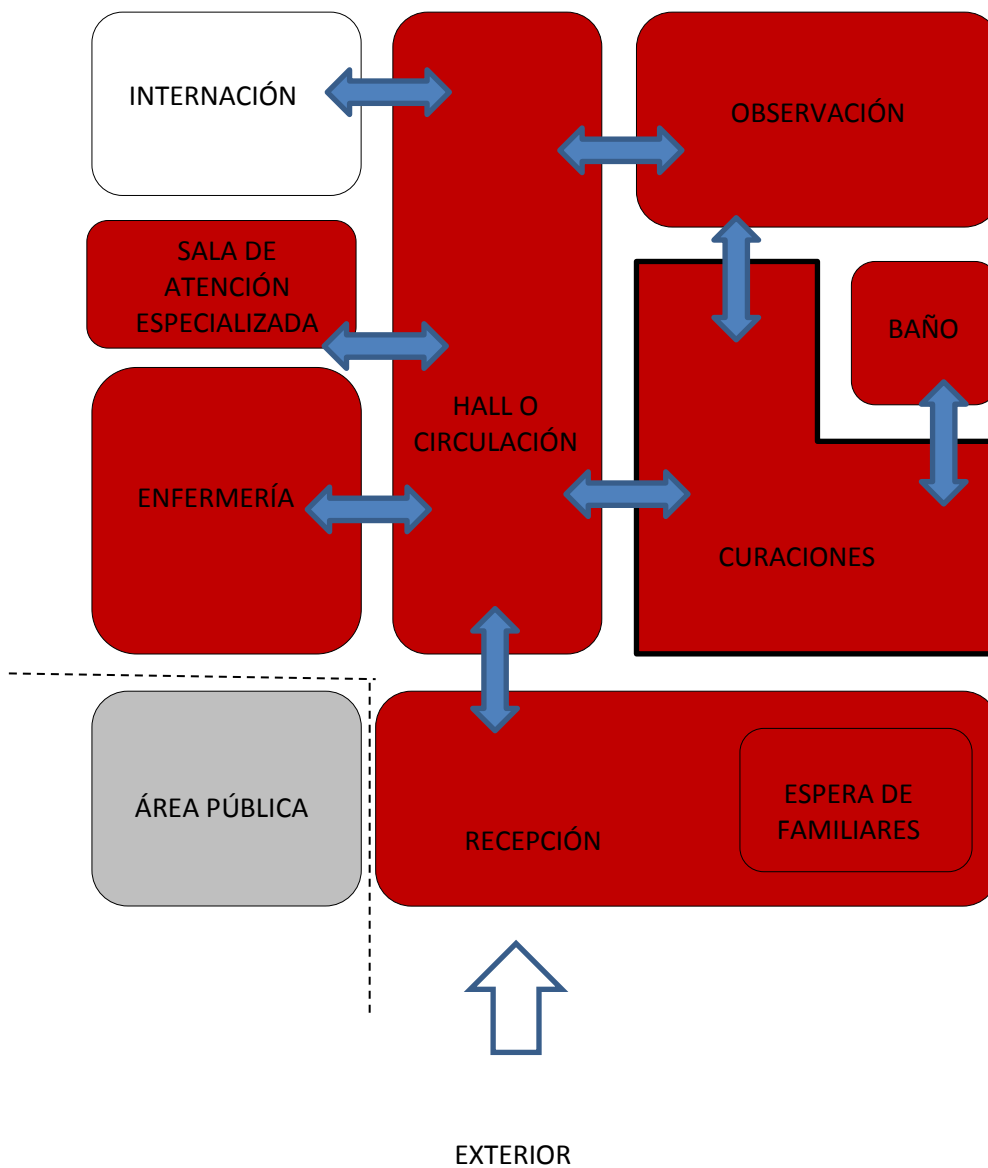 INTERNACIÓN
OBSERVACIÓN
SALA DE
ATENCIÓN
ESPECIALIZADA
BAÑO
HALL O
CIRCULACIÓN
ENFERMERÍA
CURACIONES
ÁREA PÚBLICA
RECEPCIÓN
ESPERA DE
FAMILIARES
EXTERIOR